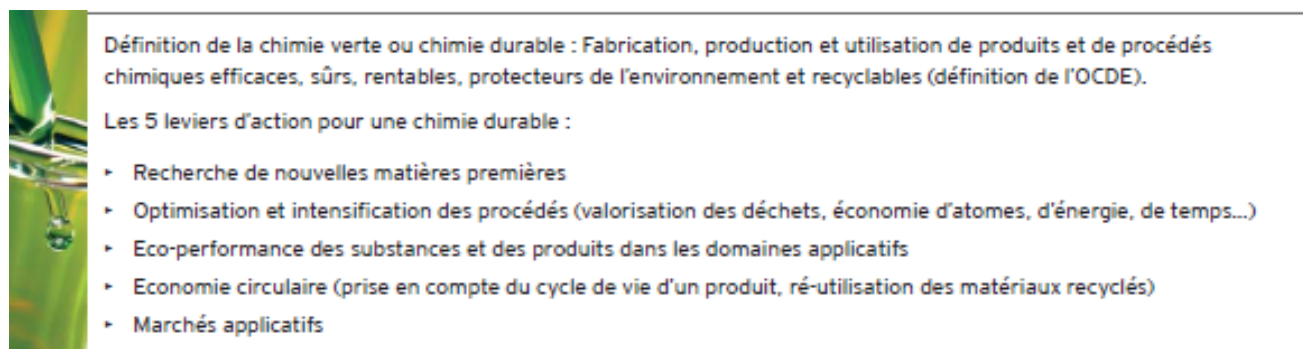 Définition de la chimie verte ou chimie durable : Fabrication, production et utilisation de produits et de procédés
chimiques efficaces, sûrs, rentables, protecteurs de l'environnement et recyclables (définition de l'OCDE).
Les 5 leviers d'action pour une chimie durable :
‣ Recherche de nouvelles matières premières
‣ Optimisation et intensification des procédés (valorisation des déchets, économie d'atomes, d'énergie, de temps...)
‣ Eco-performance des substances et des produits dans les domaines applicatifs
‣ Economie circulaire (prise en compte du cycle de vie d'un produit, ré-utilisation des matériaux recyclés)
‣ Marchés applicatifs